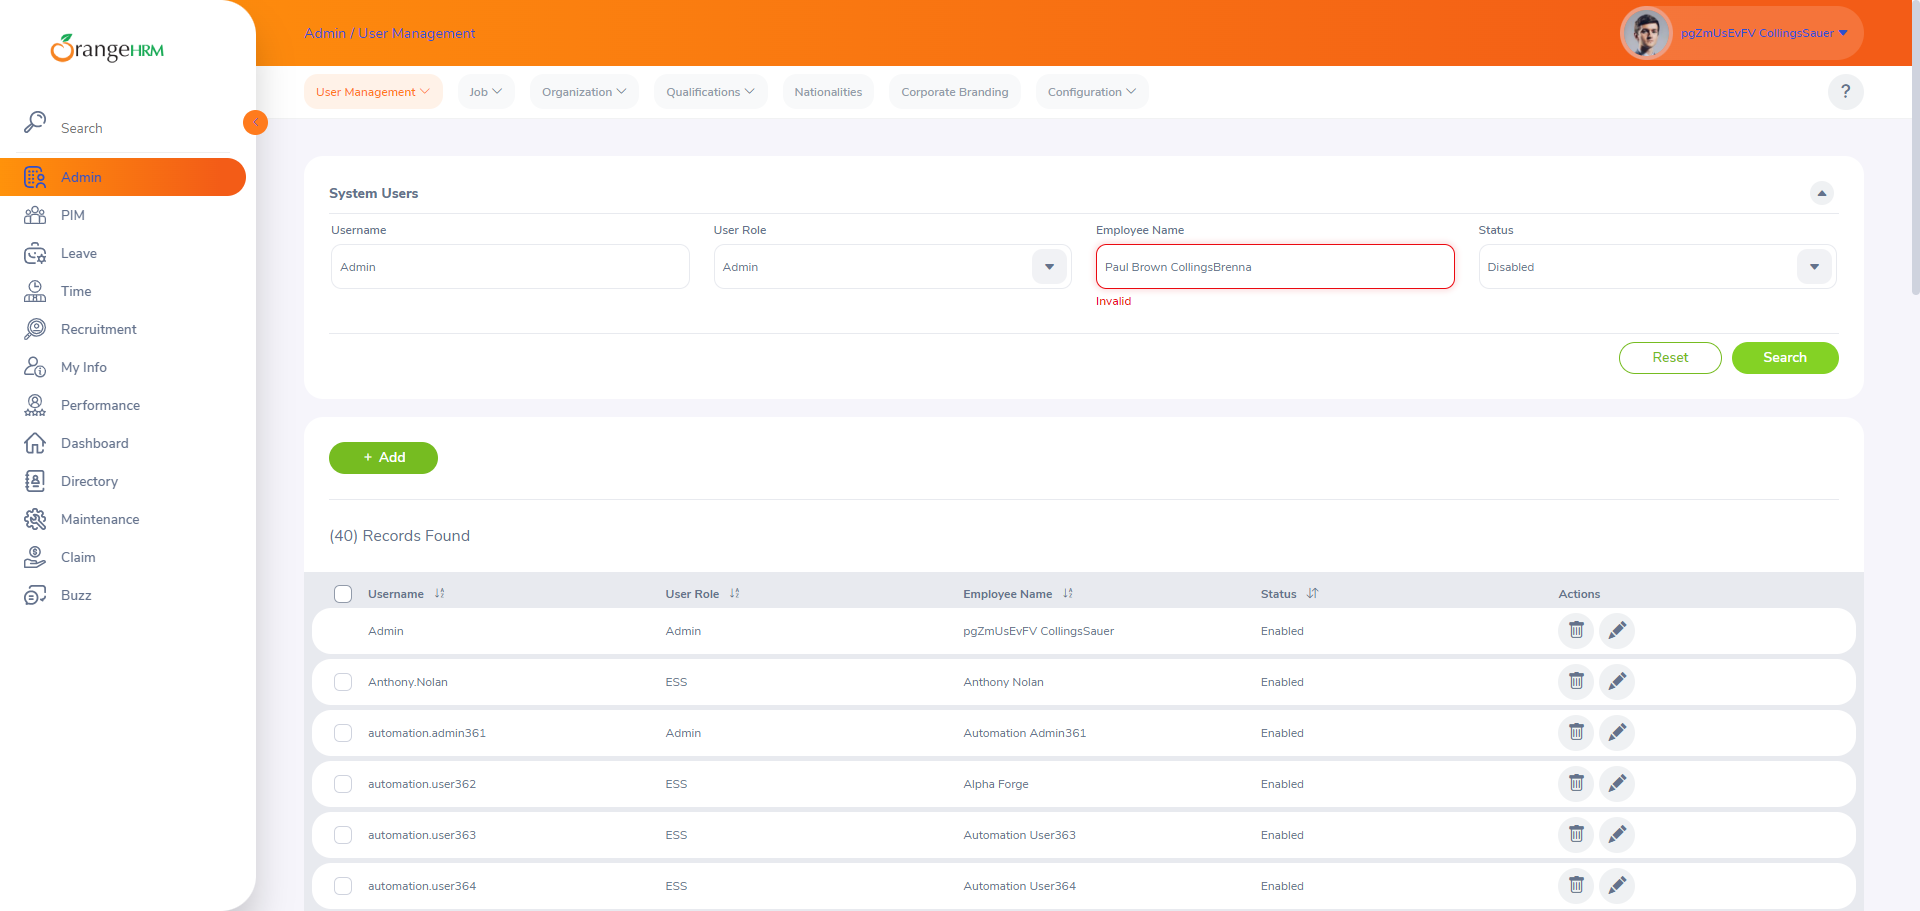 OrangeHRM
Admin / User Management
pgZmUsEvFV CollingsSauer
User Management
Job
Organization
Qualifications
Nationalities
Corporate Branding
Configuration
?
Search
Admin
PIM
Leave
Time
Recruitment
My Info
Performance
Dashboard
Directory
Maintenance
Claim
Buzz
System Users
Username
User Role
Employee Name
Status
Admin
Admin
Paul Brown CollingsBrenna
Disabled
Invalid
Reset
Search
+ Add
(40) Records Found
Username User Role Employee Name Status Actions
Admin Admin pgZmUsEvFV CollingsSauer Enabled
Anthony.Nolan ESS Anthony Nolan Enabled
automation.admin361 Admin Automation Admin361 Enabled
automation.user362 ESS Alpha Forge Enabled
automation.user363 ESS Automation User363 Enabled
automation.user364 ESS Automation User364 Enabled